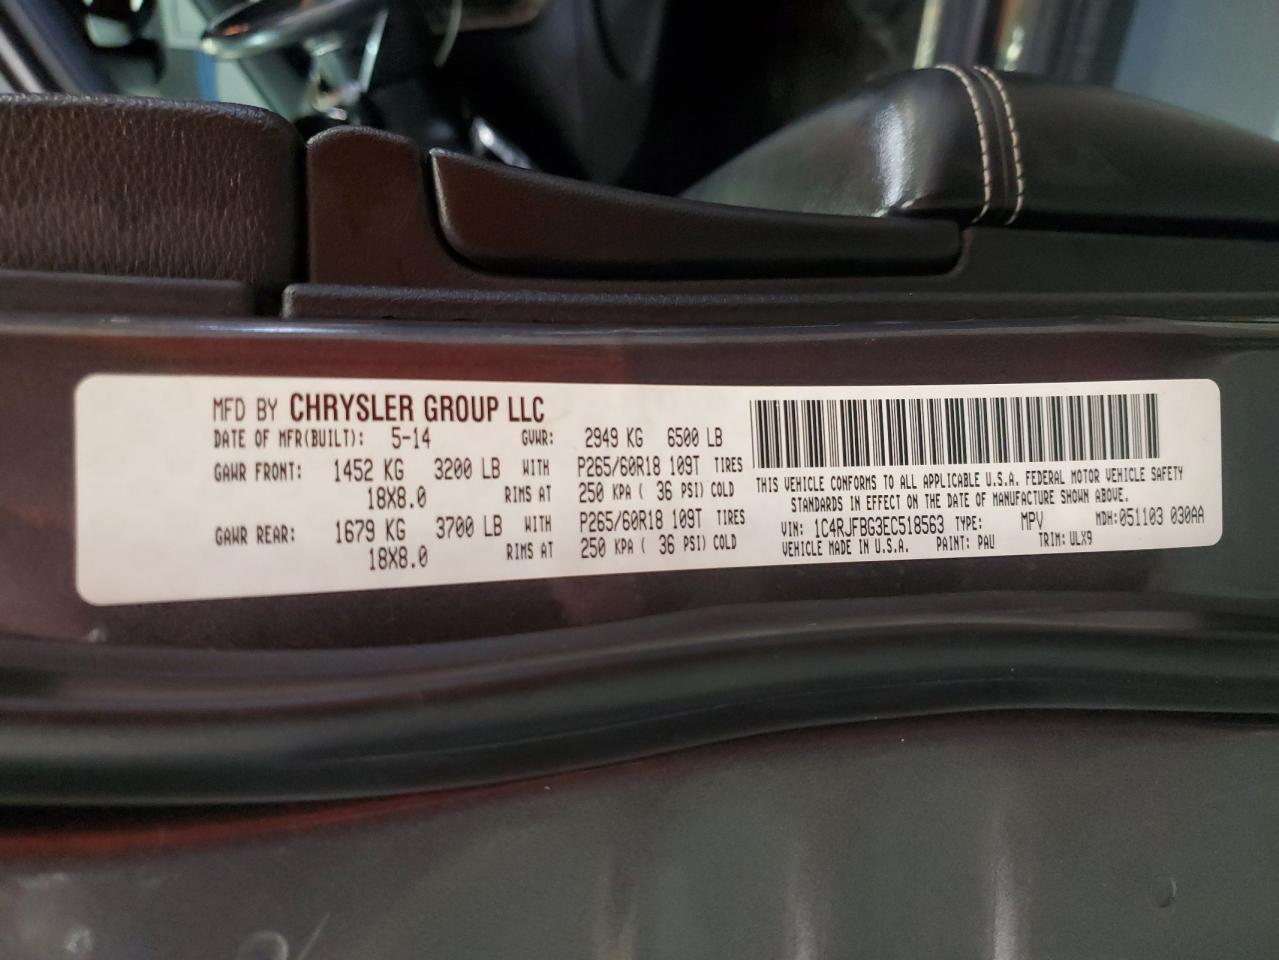 MFD BY CHRYSLER GROUP LLC
DATE OF MFR(BUILT): 5-14 GVWR: 2949 KG 6500 LB
GAWR FRONT: 1452 KG 3200 LB WITH P265/60R18 109T TIRES
18X8.0 RIMS AT 250 KPA ( 36 PSI) COLD
GAWR REAR: 1679 KG 3700 LB WITH P265/60R18 109T TIRES
18X8.0 RIMS AT 250 KPA ( 36 PSI) COLD
THIS VEHICLE CONFORMS TO ALL APPLICABLE U.S.A. FEDERAL MOTOR VEHICLE SAFETY
STANDARDS IN EFFECT ON THE DATE OF MANUFACTURE SHOWN ABOVE.
VIN: 1C4RJFBG3EC518563 TYPE: MPV MDH:051103 030AA
VEHICLE MADE IN U.S.A. PAINT: PAU TRIM: ULX9